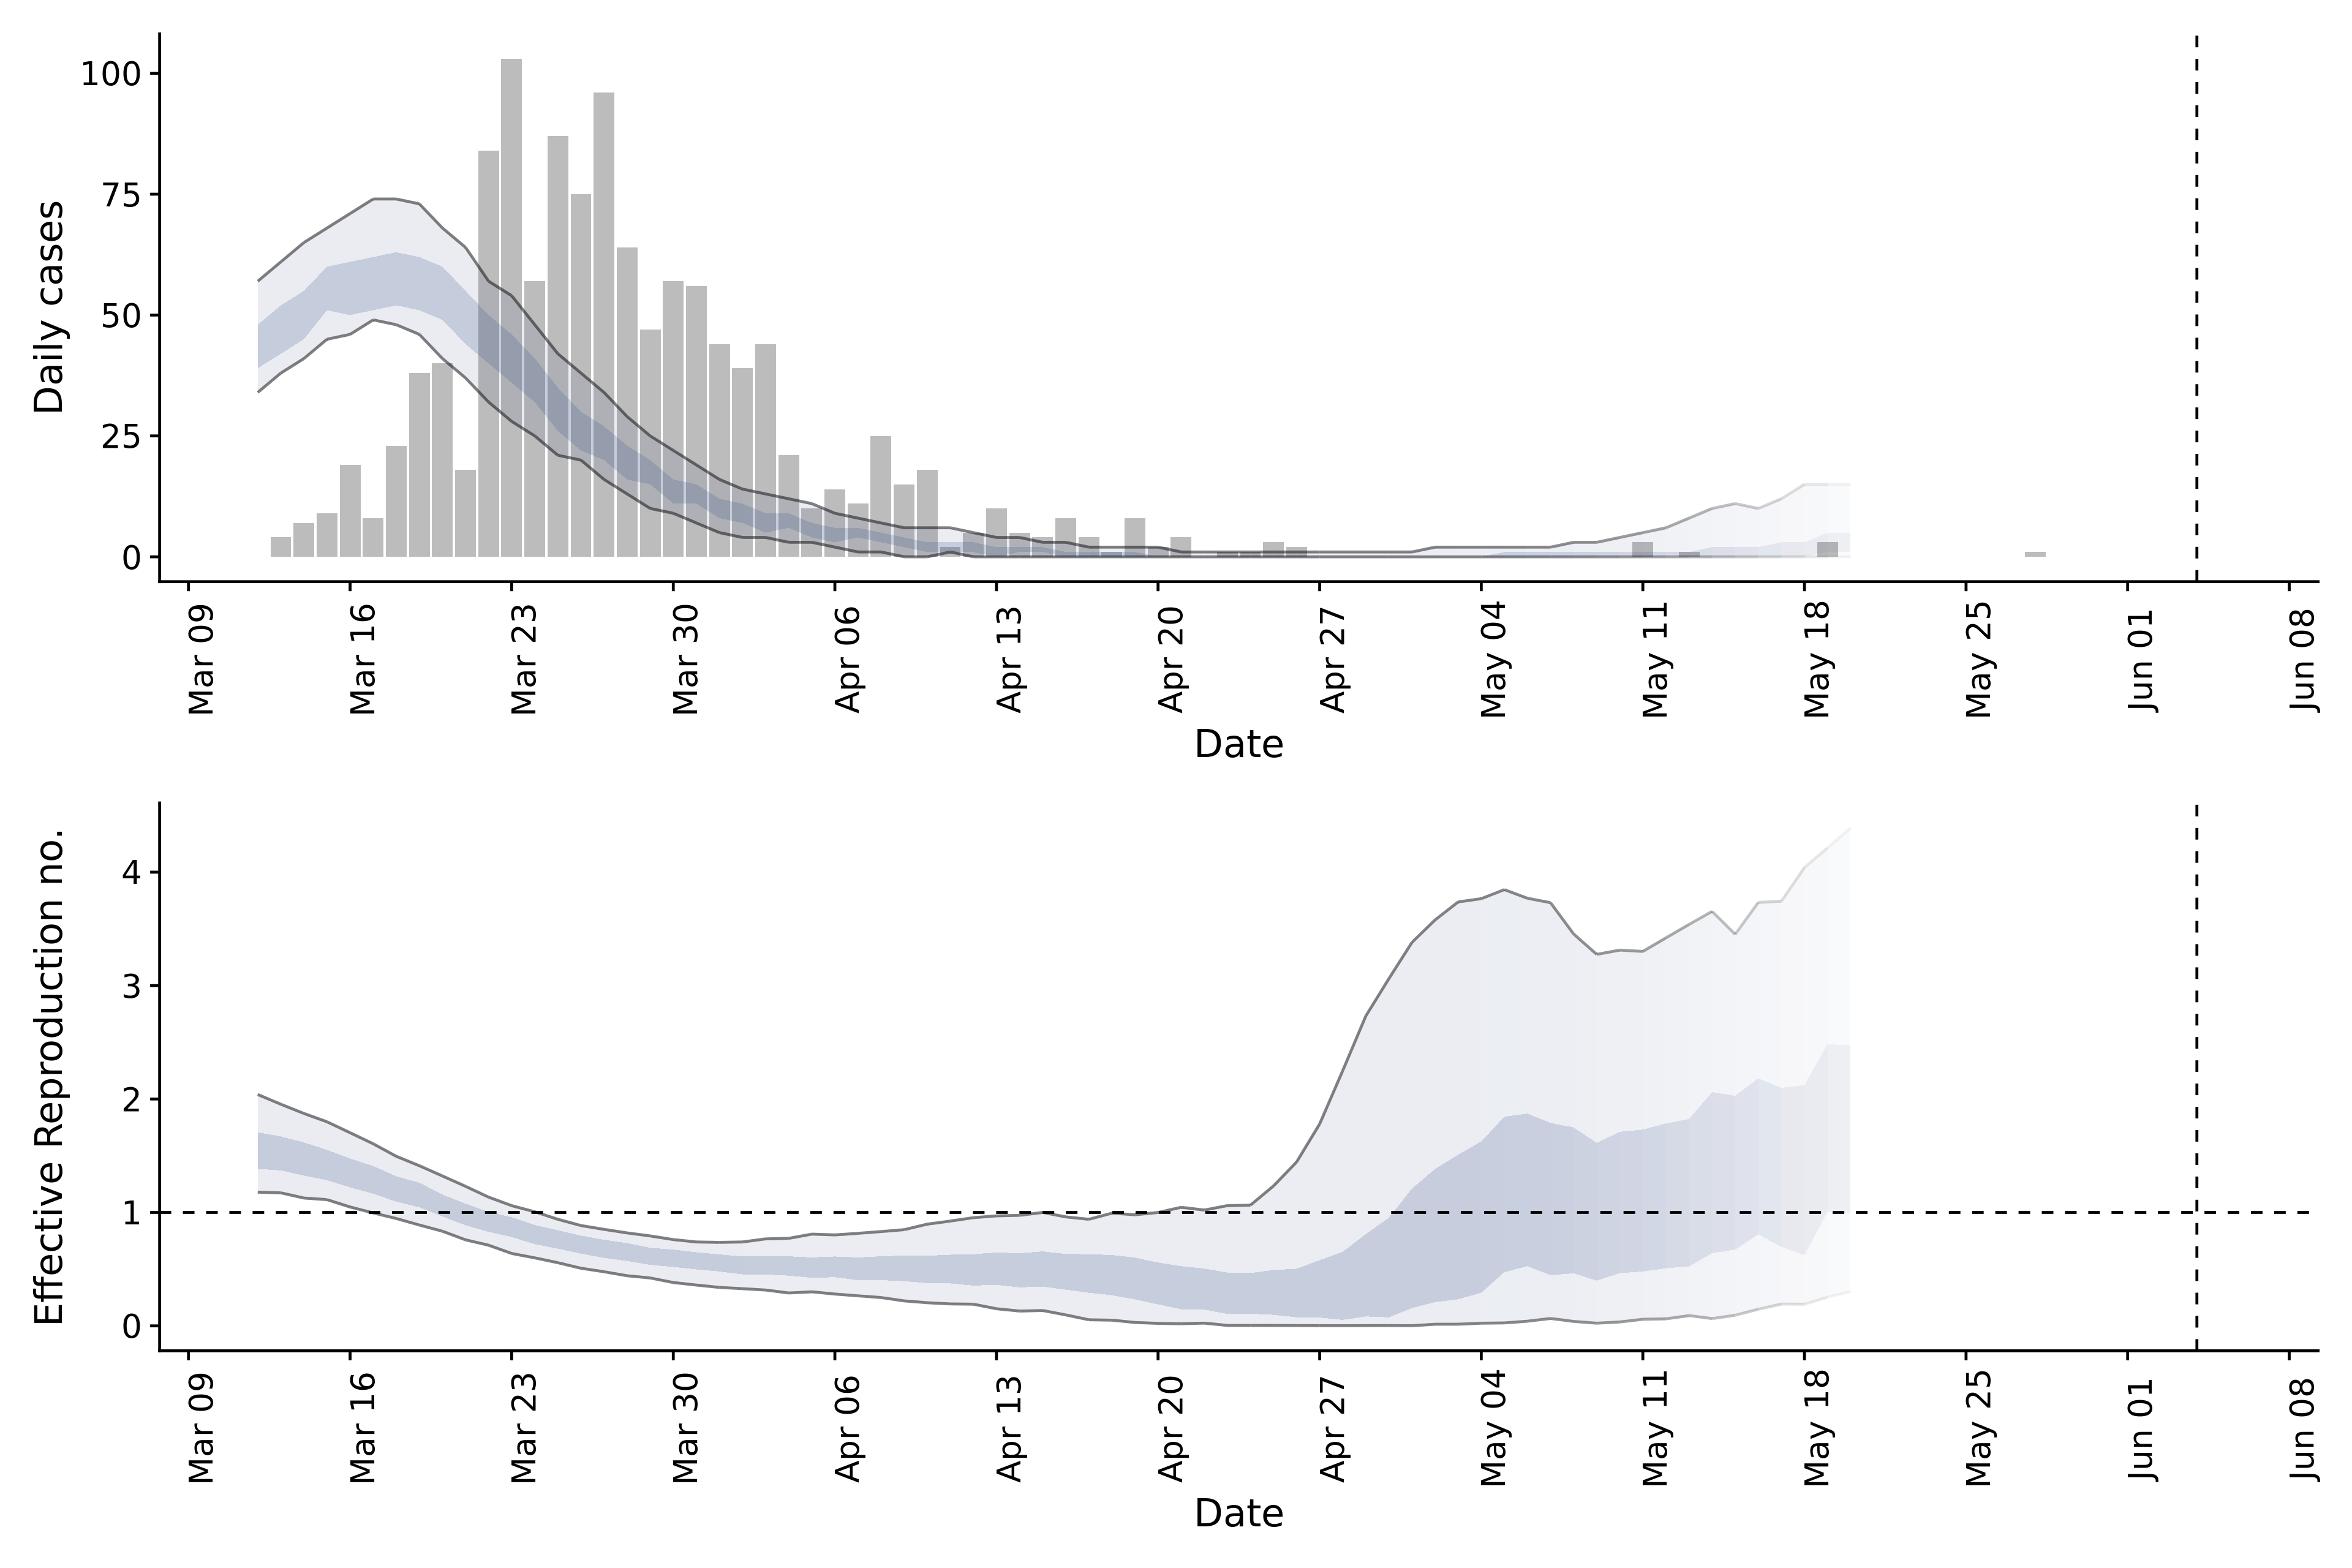 Daily cases
100
75
50
25
0
Mar 09
Mar 16
Mar 23
Mar 30
Apr 06
Apr 13
Apr 20
Apr 27
May 04
May 11
May 18
May 25
Jun 01
Jun 08
Date
Effective Reproduction no.
4
3
2
1
0
Mar 09
Mar 16
Mar 23
Mar 30
Apr 06
Apr 13
Apr 20
Apr 27
May 04
May 11
May 18
May 25
Jun 01
Jun 08
Date